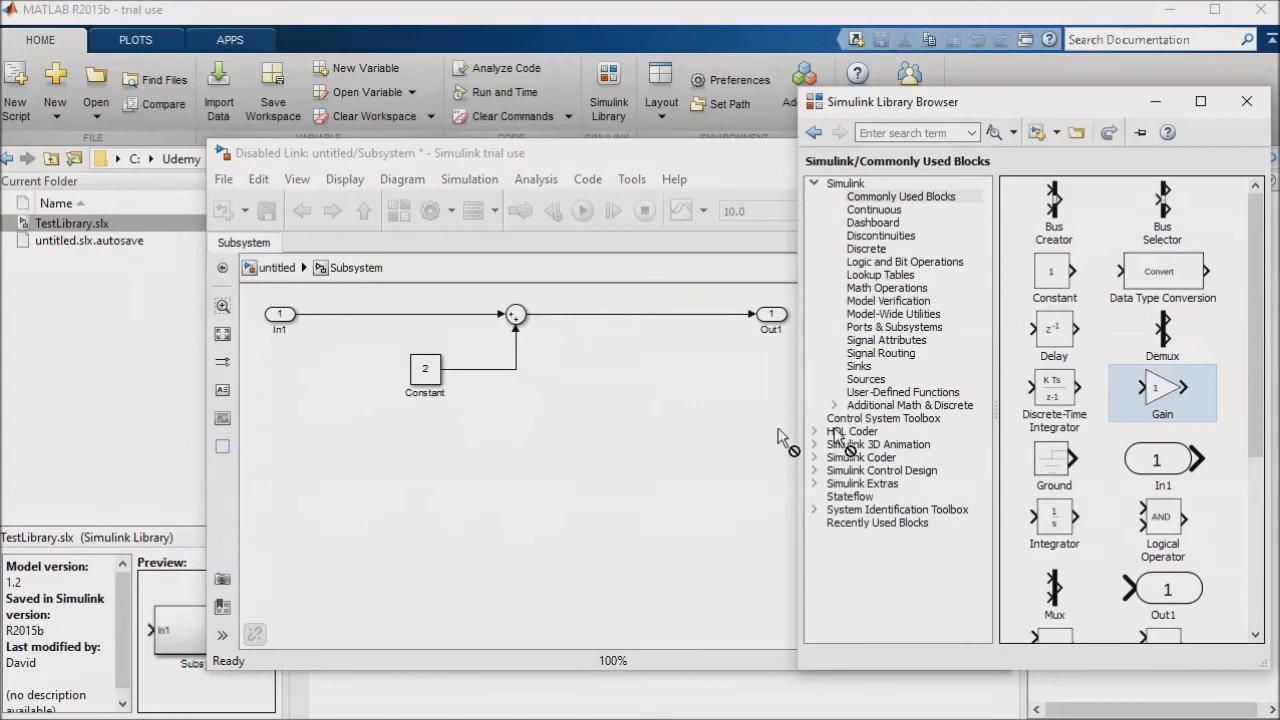 MATLAB R2015b - trial use
HOME
PLOTS
APPS
Search Documentation
New Script
New
Open
Find Files
Compare
Import Data
Save Workspace
New Variable
Open Variable
Clear Workspace
Analyze Code
Run and Time
Clear Commands
Simulink Library
Layout
Preferences
Set Path
FILE
VARIABLE
CODE
SIMULINK
ENVIRONMENT
C:
Udemy
Current Folder
Name
TestLibrary.slx
untitled.slx.autosave
TestLibrary.slx (Simulink Library)
Model version:
1.2
Saved in Simulink
version:
R2015b
Last modified by:
David
(no description
available)
Preview:
In1
Disabled Link: untitled/Subsystem * - Simulink trial use
File
Edit
View
Display
Diagram
Simulation
Analysis
Code
Tools
Help
10.0
Subsystem
untitled
Subsystem
1
In1
2
Constant
1
Out1
Ready
100%
Simulink Library Browser
Enter search term
Simulink/Commonly Used Blocks
Simulink
Commonly Used Blocks
Continuous
Dashboard
Discontinuities
Discrete
Logic and Bit Operations
Lookup Tables
Math Operations
Model Verification
Model-Wide Utilities
Ports & Subsystems
Signal Attributes
Signal Routing
Sinks
Sources
User-Defined Functions
Additional Math & Discrete
Control System Toolbox
HDL Coder
Simulink 3D Animation
Simulink Coder
Simulink Control Design
Simulink Extras
Stateflow
System Identification Toolbox
Recently Used Blocks
Bus
Creator
Bus
Selector
1
Constant
Convert
Data Type Conversion
z-1
Delay
Demux
K Ts
z-1
Discrete-Time
Integrator
1
Gain
Ground
1
In1
1
s
Integrator
AND
Logical
Operator
Mux
1
Out1